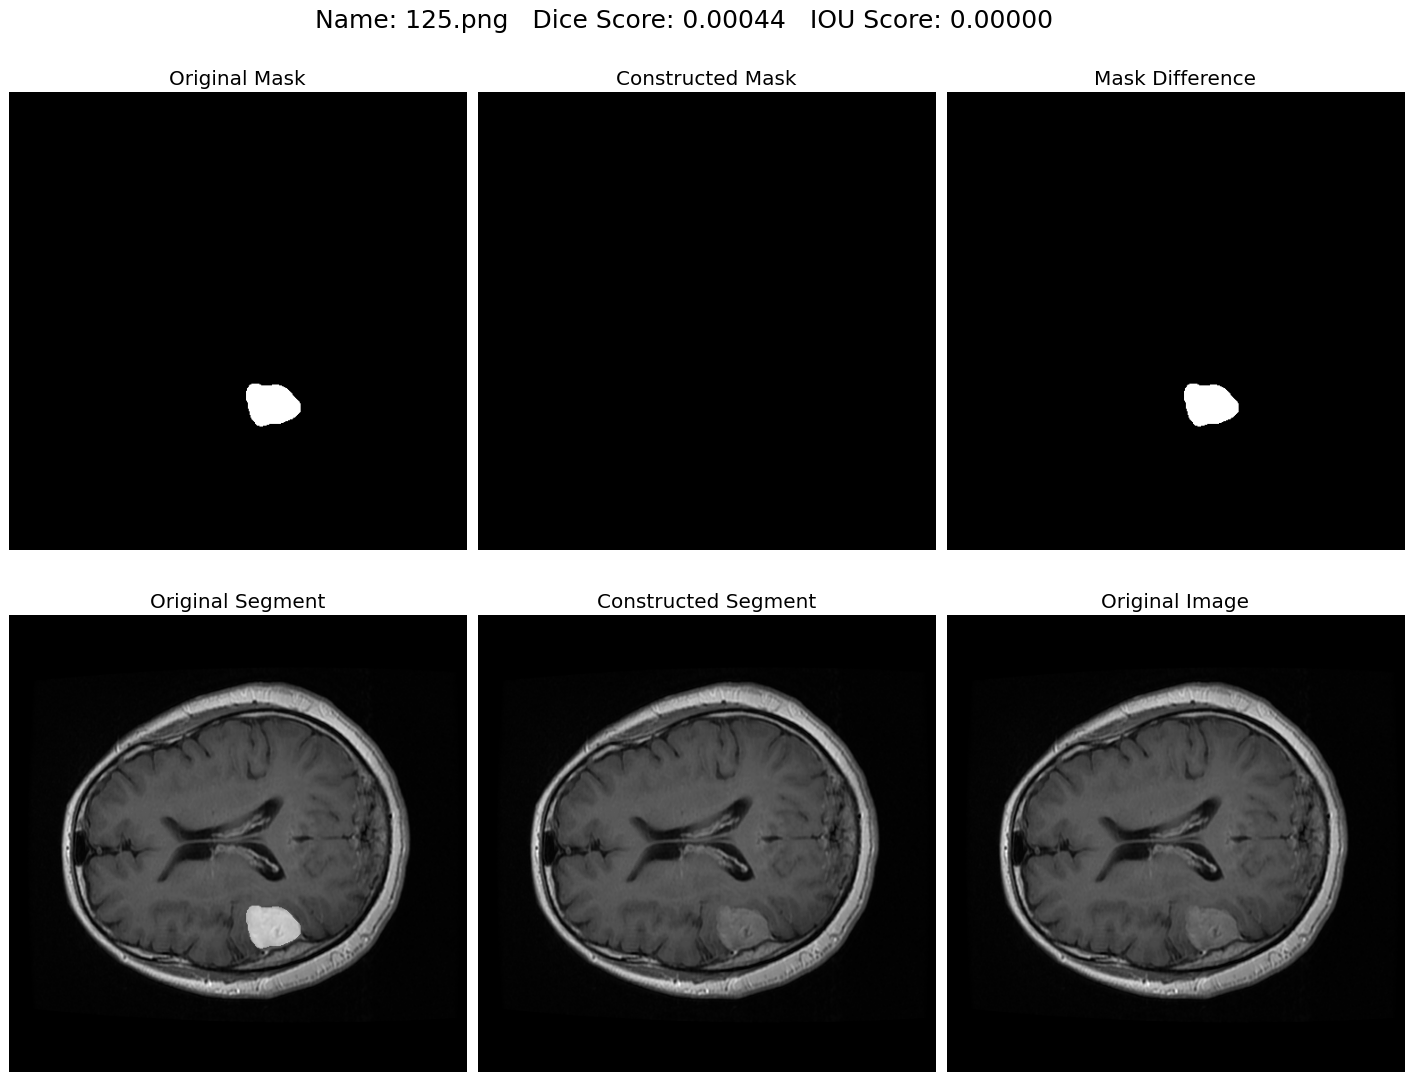 Name: 125.png   Dice Score: 0.00044   IOU Score: 0.00000
Original Mask
Constructed Mask
Mask Difference
Original Segment
Constructed Segment
Original Image